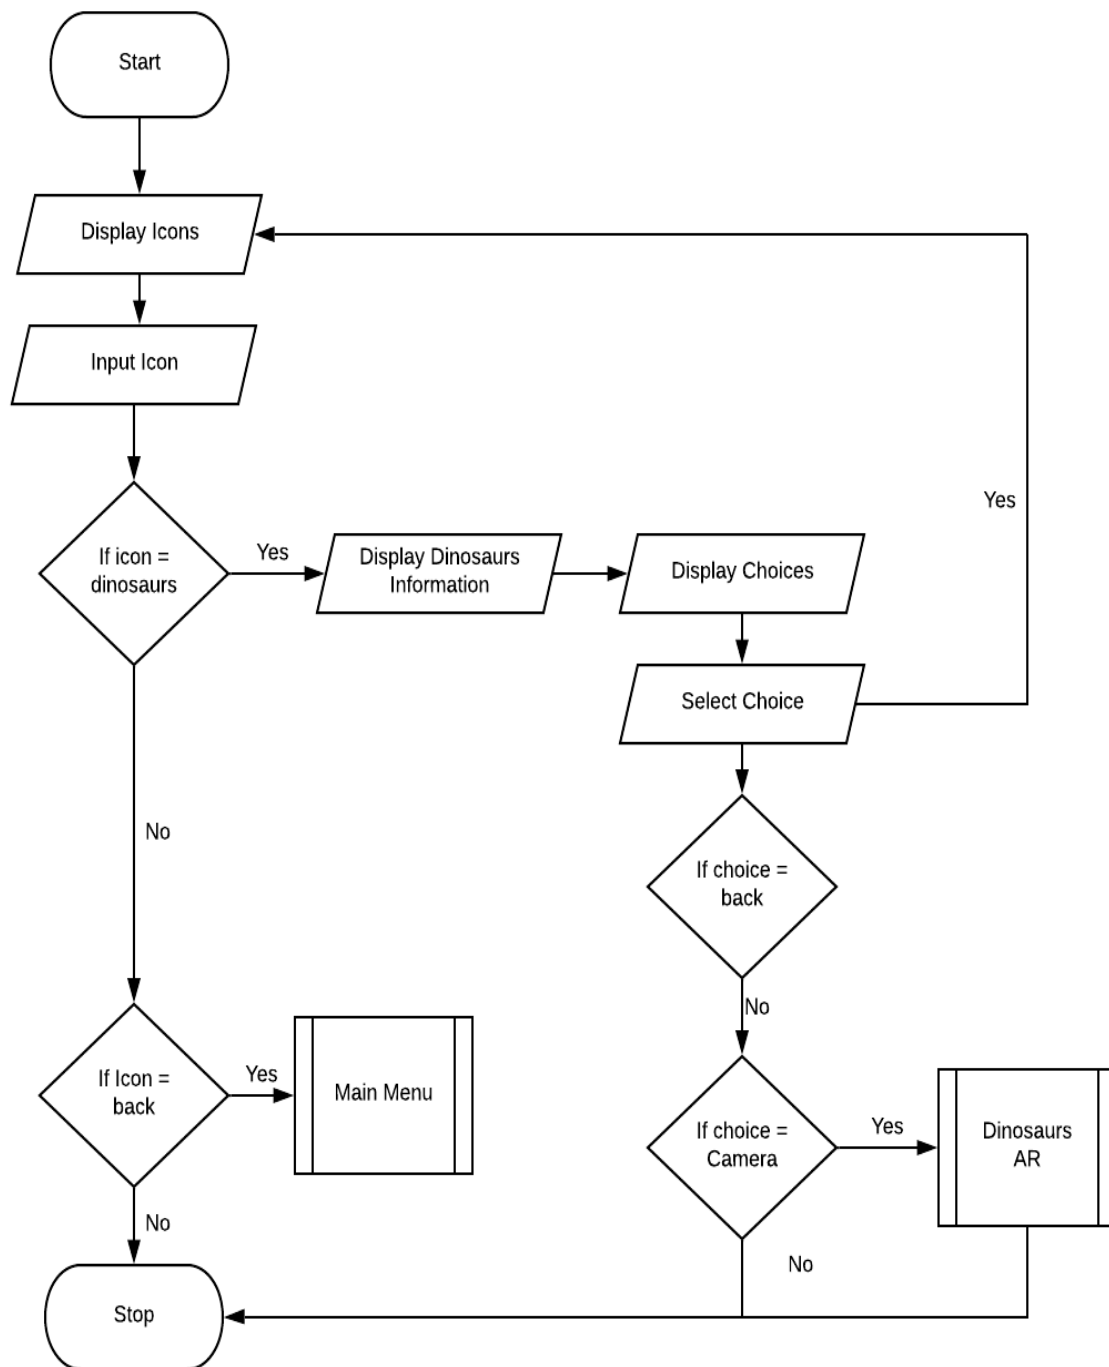 Start
Display Icons
Input Icon
If icon =
dinosaurs
Yes
Display Dinosaurs
Information
Display Choices
Yes
Select Choice
No
If choice =
back
No
If Icon =
back
Yes
Main Menu
If choice =
Camera
Yes
Dinosaurs
AR
No
No
Stop